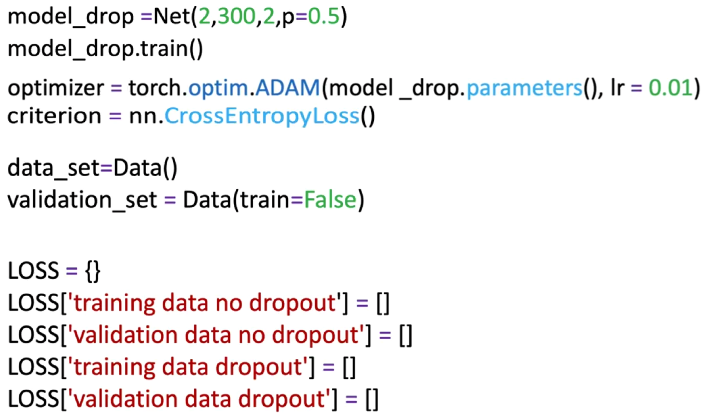 model_drop =Net(2,300,2,p=0.5)
model_drop.train()
optimizer = torch.optim.ADAM(model _drop.parameters(), lr = 0.01)
criterion = nn.CrossEntropyLoss()
data_set=Data()
validation_set = Data(train=False)
LOSS = {}
LOSS['training data no dropout'] = []
LOSS['validation data no dropout'] = []
LOSS['training data dropout'] = []
LOSS['validation data dropout'] = []